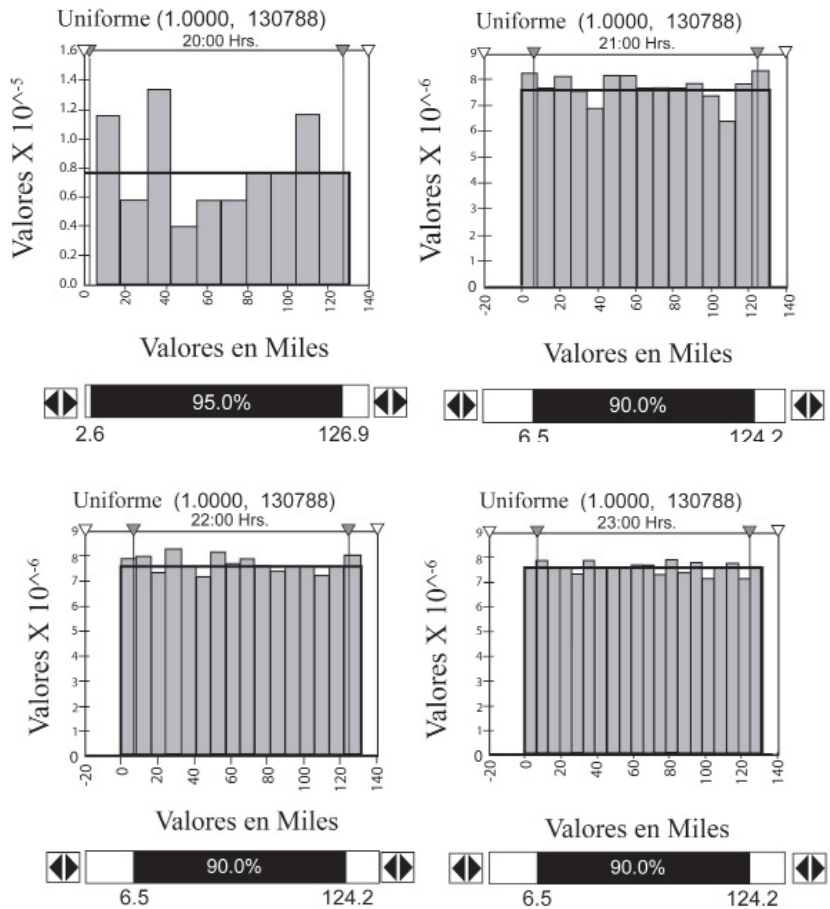 Uniforme (1.0000, 130788)
20:00 Hrs.
Valores X 10^-5
1.6
1.4
1.2
1.0
0.8
0.6
0.4
0.2
0.0
0 20 40 60 80 100 120 140
Valores en Miles
95.0%
2.6 126.9
Uniforme (1.0000, 130788)
21:00 Hrs.
Valores X 10^-6
9
8
7
6
5
4
3
2
1
0
-20 0 20 40 60 80 100 120 140
Valores en Miles
90.0%
6.5 124.2
Uniforme (1.0000, 130788)
22:00 Hrs.
Valores X 10^-6
9
8
7
6
5
4
3
2
1
0
-20 0 20 40 60 80 100 120 140
Valores en Miles
90.0%
6.5 124.2
Uniforme (1.0000, 130788)
23:00 Hrs.
Valores X 10^-6
9
8
7
6
5
4
3
2
1
0
-20 0 20 40 60 80 100 120 140
Valores en Miles
90.0%
6.5 124.2